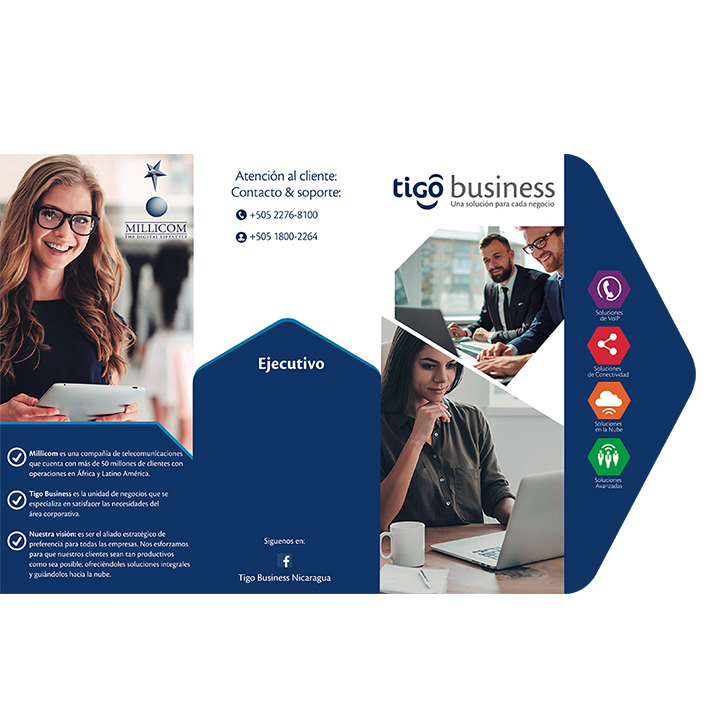 MILLICOM
THE DIGITAL LIFESTYLE
Millicom es una compañía de telecomunicaciones
que cuenta con más de 50 millones de clientes con
operaciones en África y Latino América.
Tigo Business es la unidad de negocios que se
especializa en satisfacer las necesidades del
área corporativa.
Nuestra visión: es ser el aliado estratégico de
preferencia para todas las empresas. Nos esforzamos
para que nuestros clientes sean tan productivos
como sea posible, ofreciéndoles soluciones integrales
y guiándolos hacia la nube.
Atención al cliente:
Contacto & soporte:
+505 2276-8100
+505 1800-2264
Ejecutivo
Siguenos en:
f
Tigo Business Nicaragua
tigo business
Una solución para cada negocio
Soluciones
de VoIP
Soluciones
de Conectividad
Soluciones
en la Nube
Soluciones
Avanzadas